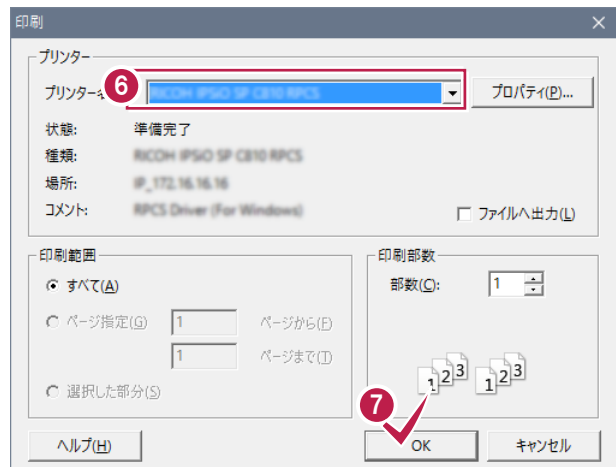 印刷
プリンター
プリンター名 6 RICOH IPSiO SP C810 RPCS プロパティ(P)...
状態: 準備完了
種類: RICOH IPSiO SP C810 RPCS
場所: IP_172.16.16.16
コメント: RPCS Driver (For Windows)
ファイルへ出力(L)
印刷範囲
すべて(A)
ページ指定(G) 1 ページから(F)
1 ページまで(T)
選択した部分(S)
印刷部数
部数(C): 1
1 2 3 1 2 3
7
ヘルプ(H) OK キャンセル